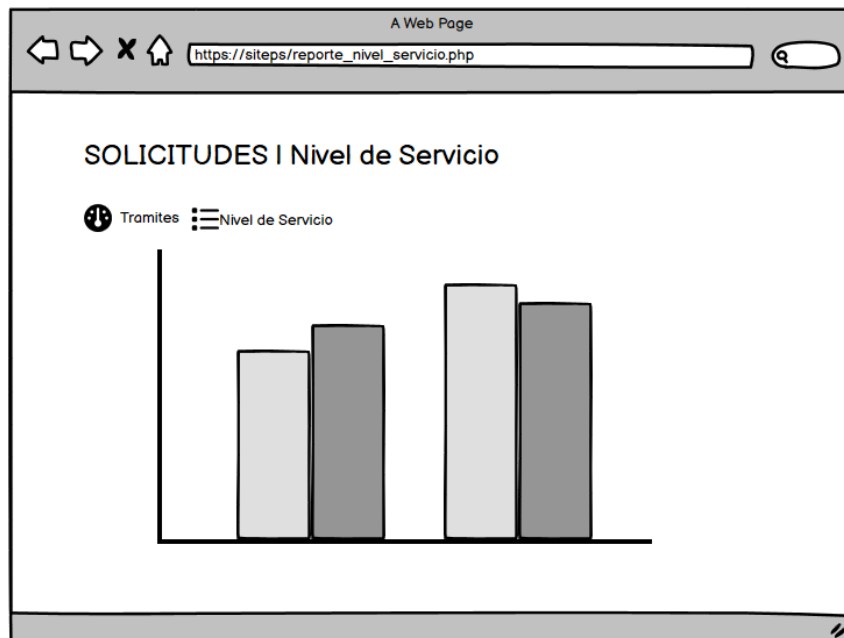 A Web Page
https://siteps/reporte_nivel_servicio.php
SOLICITUDES | Nivel de Servicio
Tramites Nivel de Servicio